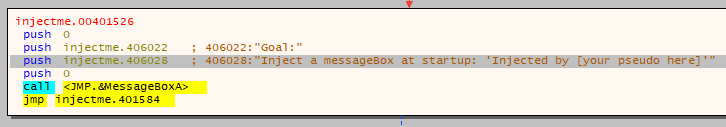 injectme.00401526
push 0
push injectme.406022 ; 406022:"Goal:"
push injectme.406028 ; 406028:"Inject a messageBox at startup: 'Injected by [your pseudo here]'"
push 0
call <JMP.&MessageBoxA>
jmp injectme.401584